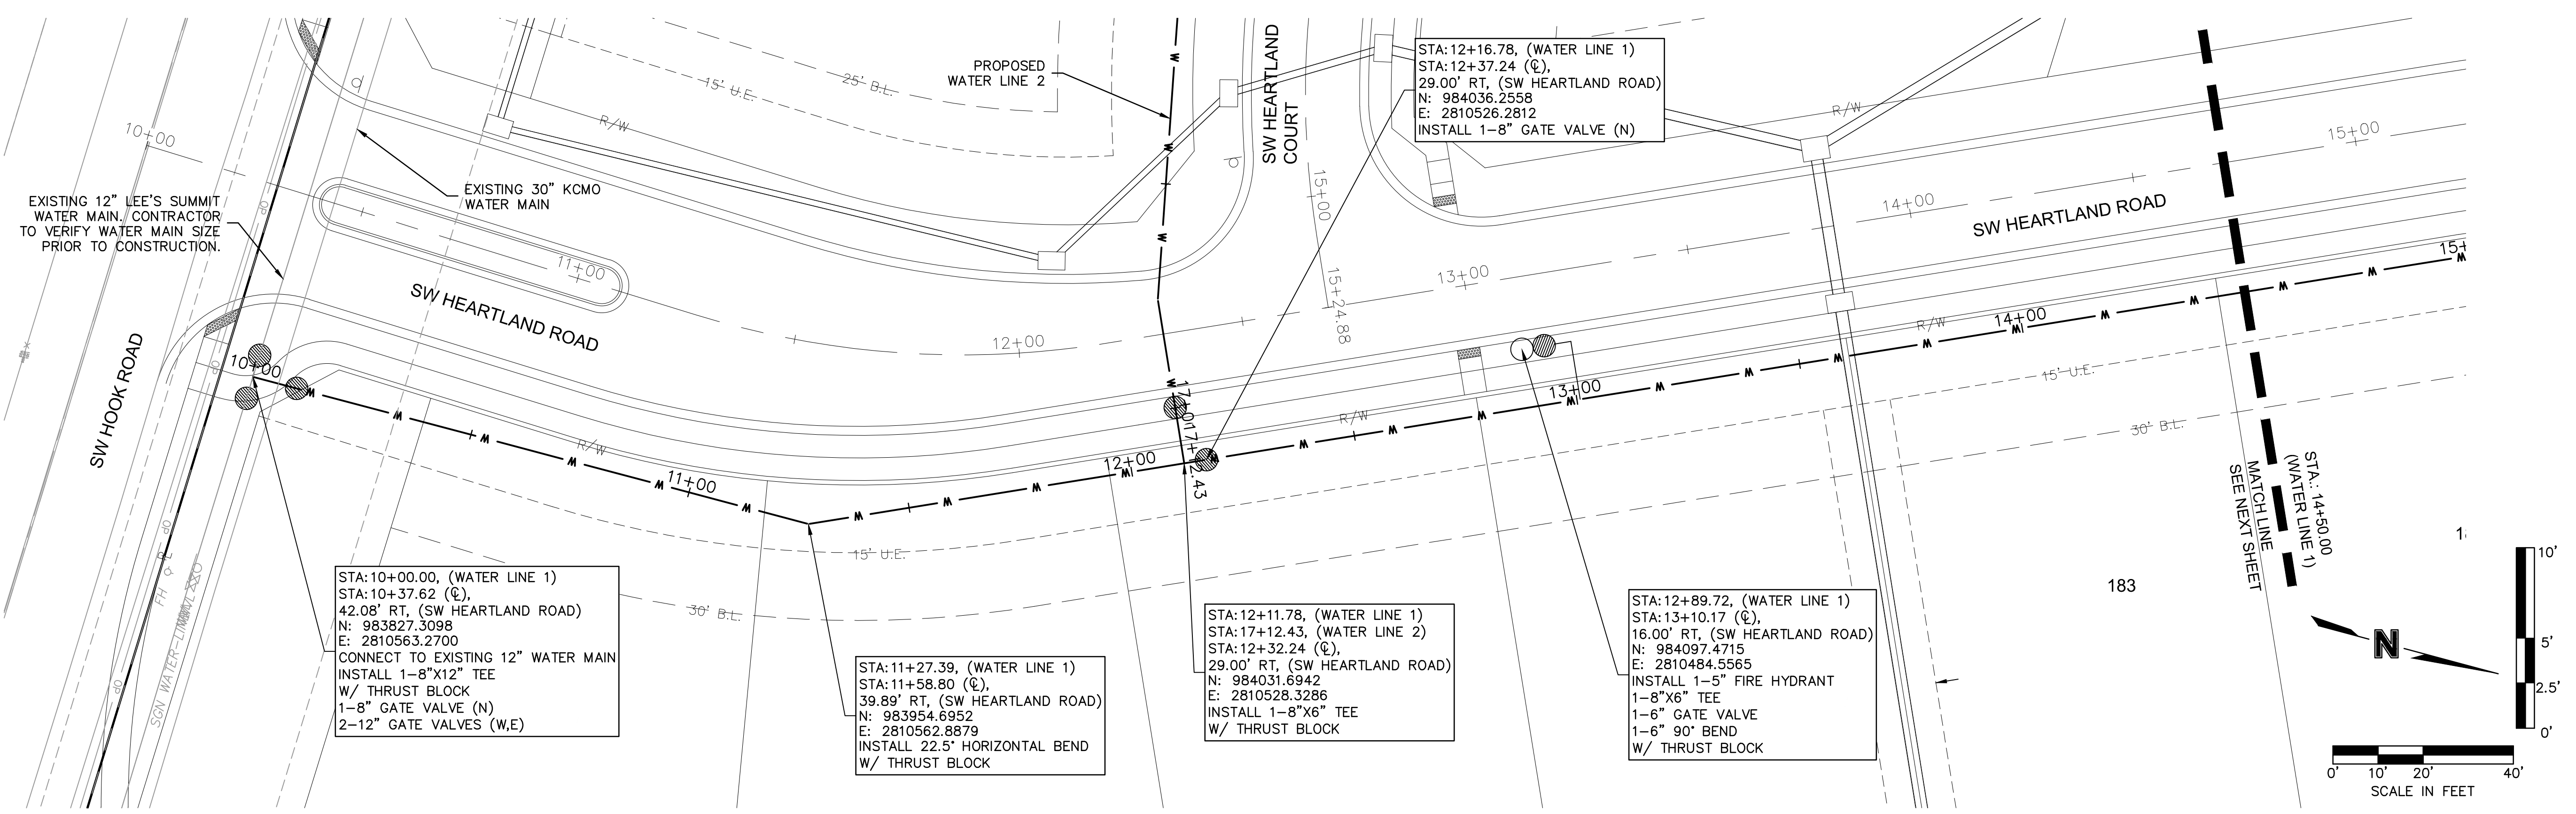 10+00
EXISTING 12" LEE'S SUMMIT
WATER MAIN. CONTRACTOR
TO VERIFY WATER MAIN SIZE
PRIOR TO CONSTRUCTION.
SW HOOK ROAD
EXISTING 30" KCMO
WATER MAIN
SW HEARTLAND ROAD
11+00
15' U.E.
25' B.L.
R/W
PROPOSED
WATER LINE 2
SW HEARTLAND
COURT
15+00
15+24.88
STA:12+16.78, (WATER LINE 1)
STA:12+37.24 (℄),
29.00' RT, (SW HEARTLAND ROAD)
N: 984036.2558
E: 2810526.2812
INSTALL 1-8" GATE VALVE (N)
R/W
12+00
13+00
14+00
15+00
SW HEARTLAND ROAD
OP
OP
OP
OP
FH
SGN WATER-LINE
10+00
R/W
11+00
12+00
17+12.43
R/W
13+00
14+00
R/W
15+
W
15' U.E.
30' B.L.
15' U.E.
30' B.L.
STA.: 14+50.00
(WATER LINE 1)
MATCH LINE
SEE NEXT SHEET
STA:10+00.00, (WATER LINE 1)
STA:10+37.62 (℄),
42.08' RT, (SW HEARTLAND ROAD)
N: 983827.3098
E: 2810563.2700
CONNECT TO EXISTING 12" WATER MAIN
INSTALL 1-8"X12" TEE
W/ THRUST BLOCK
1-8" GATE VALVE (N)
2-12" GATE VALVES (W,E)
STA:11+27.39, (WATER LINE 1)
STA:11+58.80 (℄),
39.89' RT, (SW HEARTLAND ROAD)
N: 983954.6952
E: 2810562.8879
INSTALL 22.5° HORIZONTAL BEND
W/ THRUST BLOCK
STA:12+11.78, (WATER LINE 1)
STA:17+12.43, (WATER LINE 2)
STA:12+32.24 (℄),
29.00' RT, (SW HEARTLAND ROAD)
N: 984031.6942
E: 2810528.3286
INSTALL 1-8"X6" TEE
W/ THRUST BLOCK
STA:12+89.72, (WATER LINE 1)
STA:13+10.17 (℄),
16.00' RT, (SW HEARTLAND ROAD)
N: 984097.4715
E: 2810484.5565
INSTALL 1-5" FIRE HYDRANT
1-8"X6" TEE
1-6" GATE VALVE
1-6" 90° BEND
W/ THRUST BLOCK
183
N
10'
5'
2.5'
0'
0' 10' 20' 40'
SCALE IN FEET